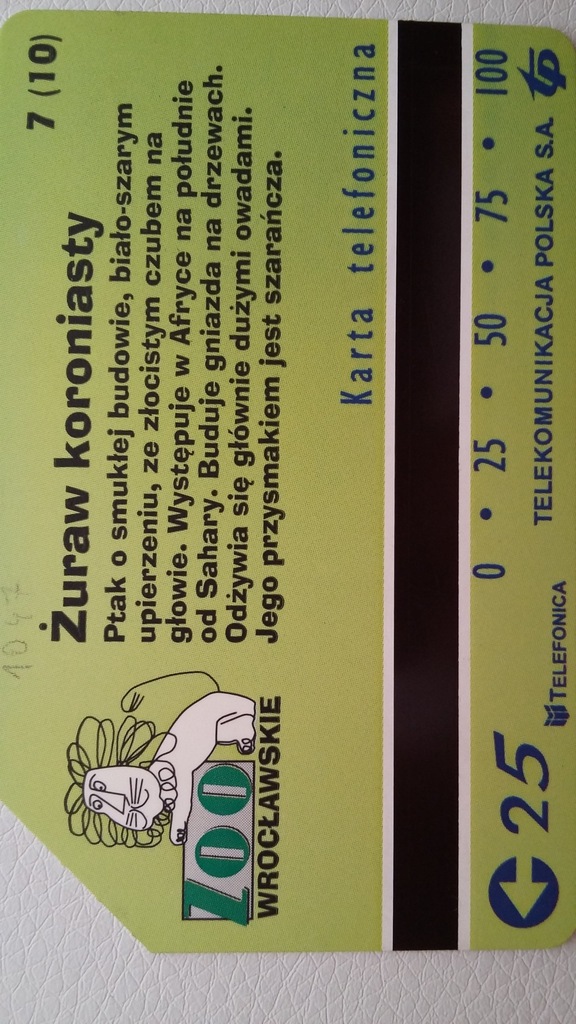 1047
7 (10)
Żuraw koroniasty
Ptak o smukłej budowie, biało-szarym
upierzeniu, ze złocistym czubem na
głowie. Występuje w Afryce na południe
od Sahary. Buduje gniazda na drzewach.
Odżywia się głównie dużymi owadami.
Jego przysmakiem jest szarańcza.
ZOO
WROCŁAWSKIE
Karta telefoniczna
0 • 25 • 50 • 75 • 100
25
TELEFONICA
TELEKOMUNIKACJA POLSKA S.A. tp